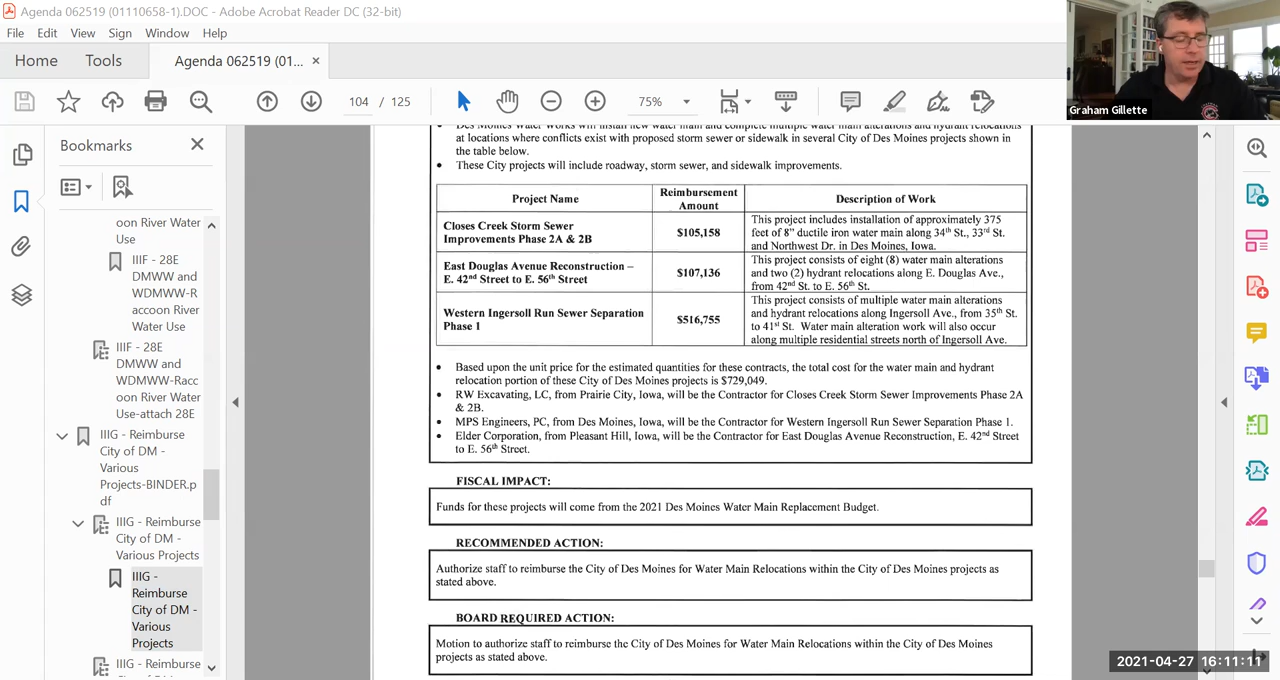 Agenda 062519 (01110658-1).DOC - Adobe Acrobat Reader DC (32-bit)
File Edit View Sign Window Help
Home Tools Agenda 062519 (01... ×
104 / 125 75%
Graham Gillette
Bookmarks
oon River Water
Use
IIIF - 28E
DMWW and
WDMWW-R
accoon River
Water Use
IIIF - 28E
DMWW and
WDMWW-Racc
oon River Water
Use-attach 28E
IIIG - Reimburse
City of DM -
Various
Projects-BINDER.p
df
IIIG - Reimburse
City of DM -
Various Projects
IIIG -
Reimburse
City of DM -
Various
Projects
IIIG - Reimburse
• Des Moines Water Works will install new water main and complete multiple water main alterations and hydrant relocations
at locations where conflicts exist with proposed storm sewer or sidewalk in several City of Des Moines projects shown in
the table below.
• These City projects will include roadway, storm sewer, and sidewalk improvements.
Project Name
Reimbursement
Amount
Description of Work
Closes Creek Storm Sewer
Improvements Phase 2A & 2B
$105,158
This project includes installation of approximately 375
feet of 8" ductile iron water main along 34th St., 33rd St.
and Northwest Dr. in Des Moines, Iowa.
East Douglas Avenue Reconstruction –
E. 42nd Street to E. 56th Street
$107,136
This project consists of eight (8) water main alterations
and two (2) hydrant relocations along E. Douglas Ave.,
from 42nd St. to E. 56th St.
Western Ingersoll Run Sewer Separation
Phase 1
$516,755
This project consists of multiple water main alterations
and hydrant relocations along Ingersoll Ave., from 35th St.
to 41st St. Water main alteration work will also occur
along multiple residential streets north of Ingersoll Ave.
• Based upon the unit price for the estimated quantities for these contracts, the total cost for the water main and hydrant
relocation portion of these City of Des Moines projects is $729,049.
• RW Excavating, LC, from Prairie City, Iowa, will be the Contractor for Closes Creek Storm Sewer Improvements Phase 2A
& 2B.
• MPS Engineers, PC, from Des Moines, Iowa, will be the Contractor for Western Ingersoll Run Sewer Separation Phase 1.
• Elder Corporation, from Pleasant Hill, Iowa, will be the Contractor for East Douglas Avenue Reconstruction, E. 42nd Street
to E. 56th Street.
FISCAL IMPACT:
Funds for these projects will come from the 2021 Des Moines Water Main Replacement Budget.
RECOMMENDED ACTION:
Authorize staff to reimburse the City of Des Moines for Water Main Relocations within the City of Des Moines projects as
stated above.
BOARD REQUIRED ACTION:
Motion to authorize staff to reimburse the City of Des Moines for Water Main Relocations within the City of Des Moines
projects as stated above.
2021-04-27 16:11:11